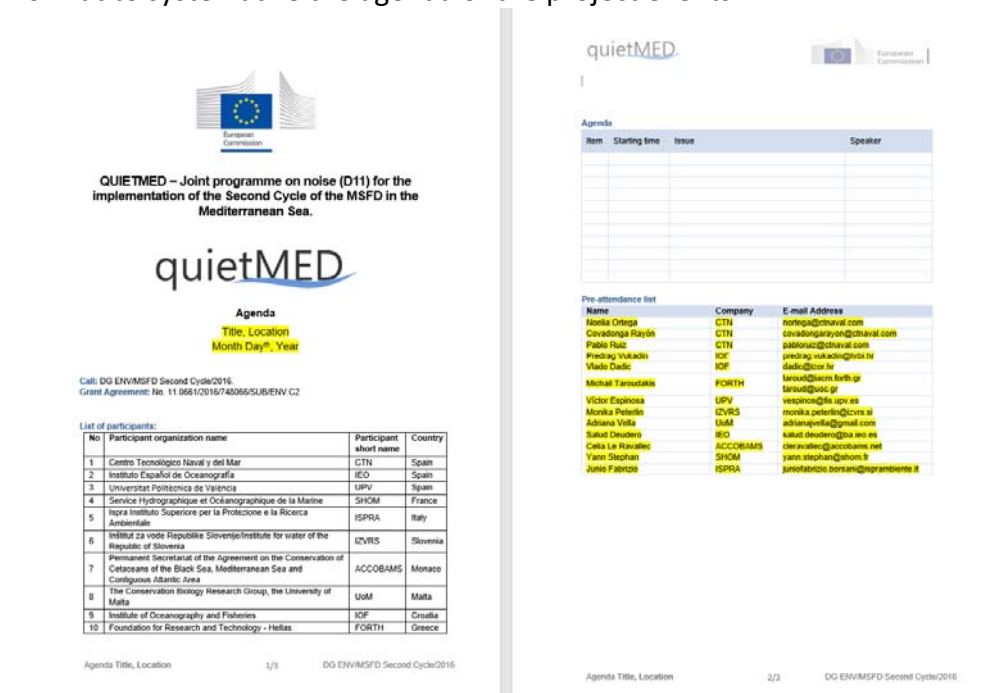 European
Commission
QUIETMED – Joint programme on noise (D11) for the
implementation of the Second Cycle of the MSFD in the
Mediterranean Sea.
quietMED
Agenda
Title, Location
Month Dayth, Year
Call: DG ENV/MSFD Second Cycle/2016.
Grant Agreement: No. 11.0661/2016/748066/SUB/ENV.C2
List of participants:
No Participant organization name Participant short name Country
1 Centro Tecnológico Naval y del Mar CTN Spain
2 Instituto Español de Oceanografía IEO Spain
3 Universitat Politècnica de València UPV Spain
4 Service Hydrographique et Océanographique de la Marine SHOM France
5 Ispra Instituto Superiore per la Protezione e la Ricerca Ambientale ISPRA Italy
6 Inštitut za vode Republike Slovenije/Institute for water of the Republic of Slovenia IZVRS Slovenia
7 Permanent Secretariat of the Agreement on the Conservation of Cetaceans of the Black Sea, Mediterranean Sea and Contiguous Atlantic Area ACCOBAMS Monaco
8 The Conservation Biology Research Group, the University of Malta UoM Malta
9 Institute of Oceanography and Fisheries IOF Croatia
10 Foundation for Research and Technology - Hellas FORTH Greece
Agenda Title, Location 1/3 DG ENV/MSFD Second Cycle/2016
quietMED
European
Commission
Agenda
Item Starting time Issue Speaker
Pre-attendance list
Name Company E-mail Address
Noelia Ortega CTN nortega@ctnaval.com
Covadonga Rayón CTN covadongarayon@ctnaval.com
Pablo Ruiz CTN pabloruiz@ctnaval.com
Predrag Vukadin IOF
Vlado Dadic IOF dadic@izor.hr
Michail Taroudakis FORTH taroud@iacm.forth.gr
taroud@uoc.gr
Víctor Espinosa UPV vespinos@fis.upv.es
Monika Peterlin IZVRS monika.peterlin@izvrs.si
Adriana Vella UoM adrianajvella@gmail.com
Salud Deudero IEO salud.deudero@ba.ieo.es
Celia Le Ravallec ACCOBAMS cleravallec@accobams.net
Yann Stephan SHOM yann.stephan@shom.fr
Junio Fabrizio ISPRA juniofabrizio.borsani@isprambiente.it
Agenda Title, Location 2/3 DG ENV/MSFD Second Cycle/2016